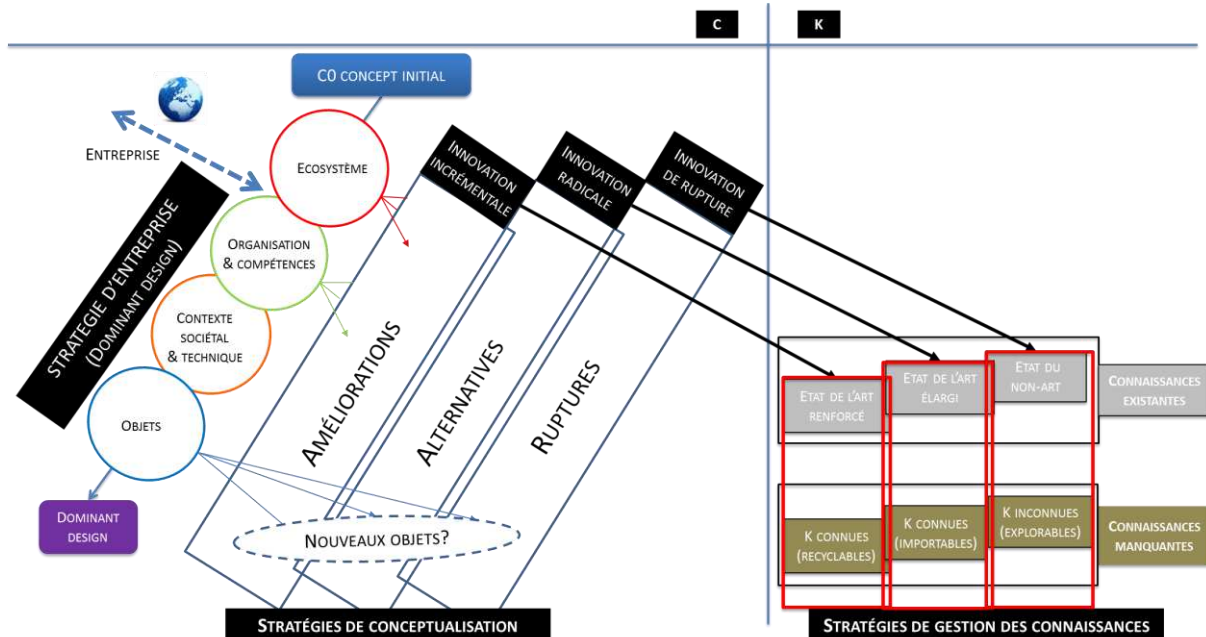 C
K
C0 CONCEPT INITIAL
ENTREPRISE
STRATÉGIE D'ENTREPRISE
(DOMINANT DESIGN)
ECOSYSTÈME
ORGANISATION
& COMPÉTENCES
CONTEXTE
SOCIÉTAL
& TECHNIQUE
OBJETS
DOMINANT
DESIGN
INNOVATION
INCRÉMENTALE
INNOVATION
RADICALE
INNOVATION
DE RUPTURE
AMÉLIORATIONS
ALTERNATIVES
RUPTURES
NOUVEAUX OBJETS?
STRATÉGIES DE CONCEPTUALISATION
ETAT DE L'ART
RENFORCÉ
ETAT DE L'ART
ÉLARGI
ETAT DU
NON-ART
CONNAISSANCES
EXISTANTES
K CONNUES
(RECYCLABLES)
K CONNUES
(IMPORTABLES)
K INCONNUES
(EXPLORABLES)
CONNAISSANCES
MANQUANTES
STRATÉGIES DE GESTION DES CONNAISSANCES